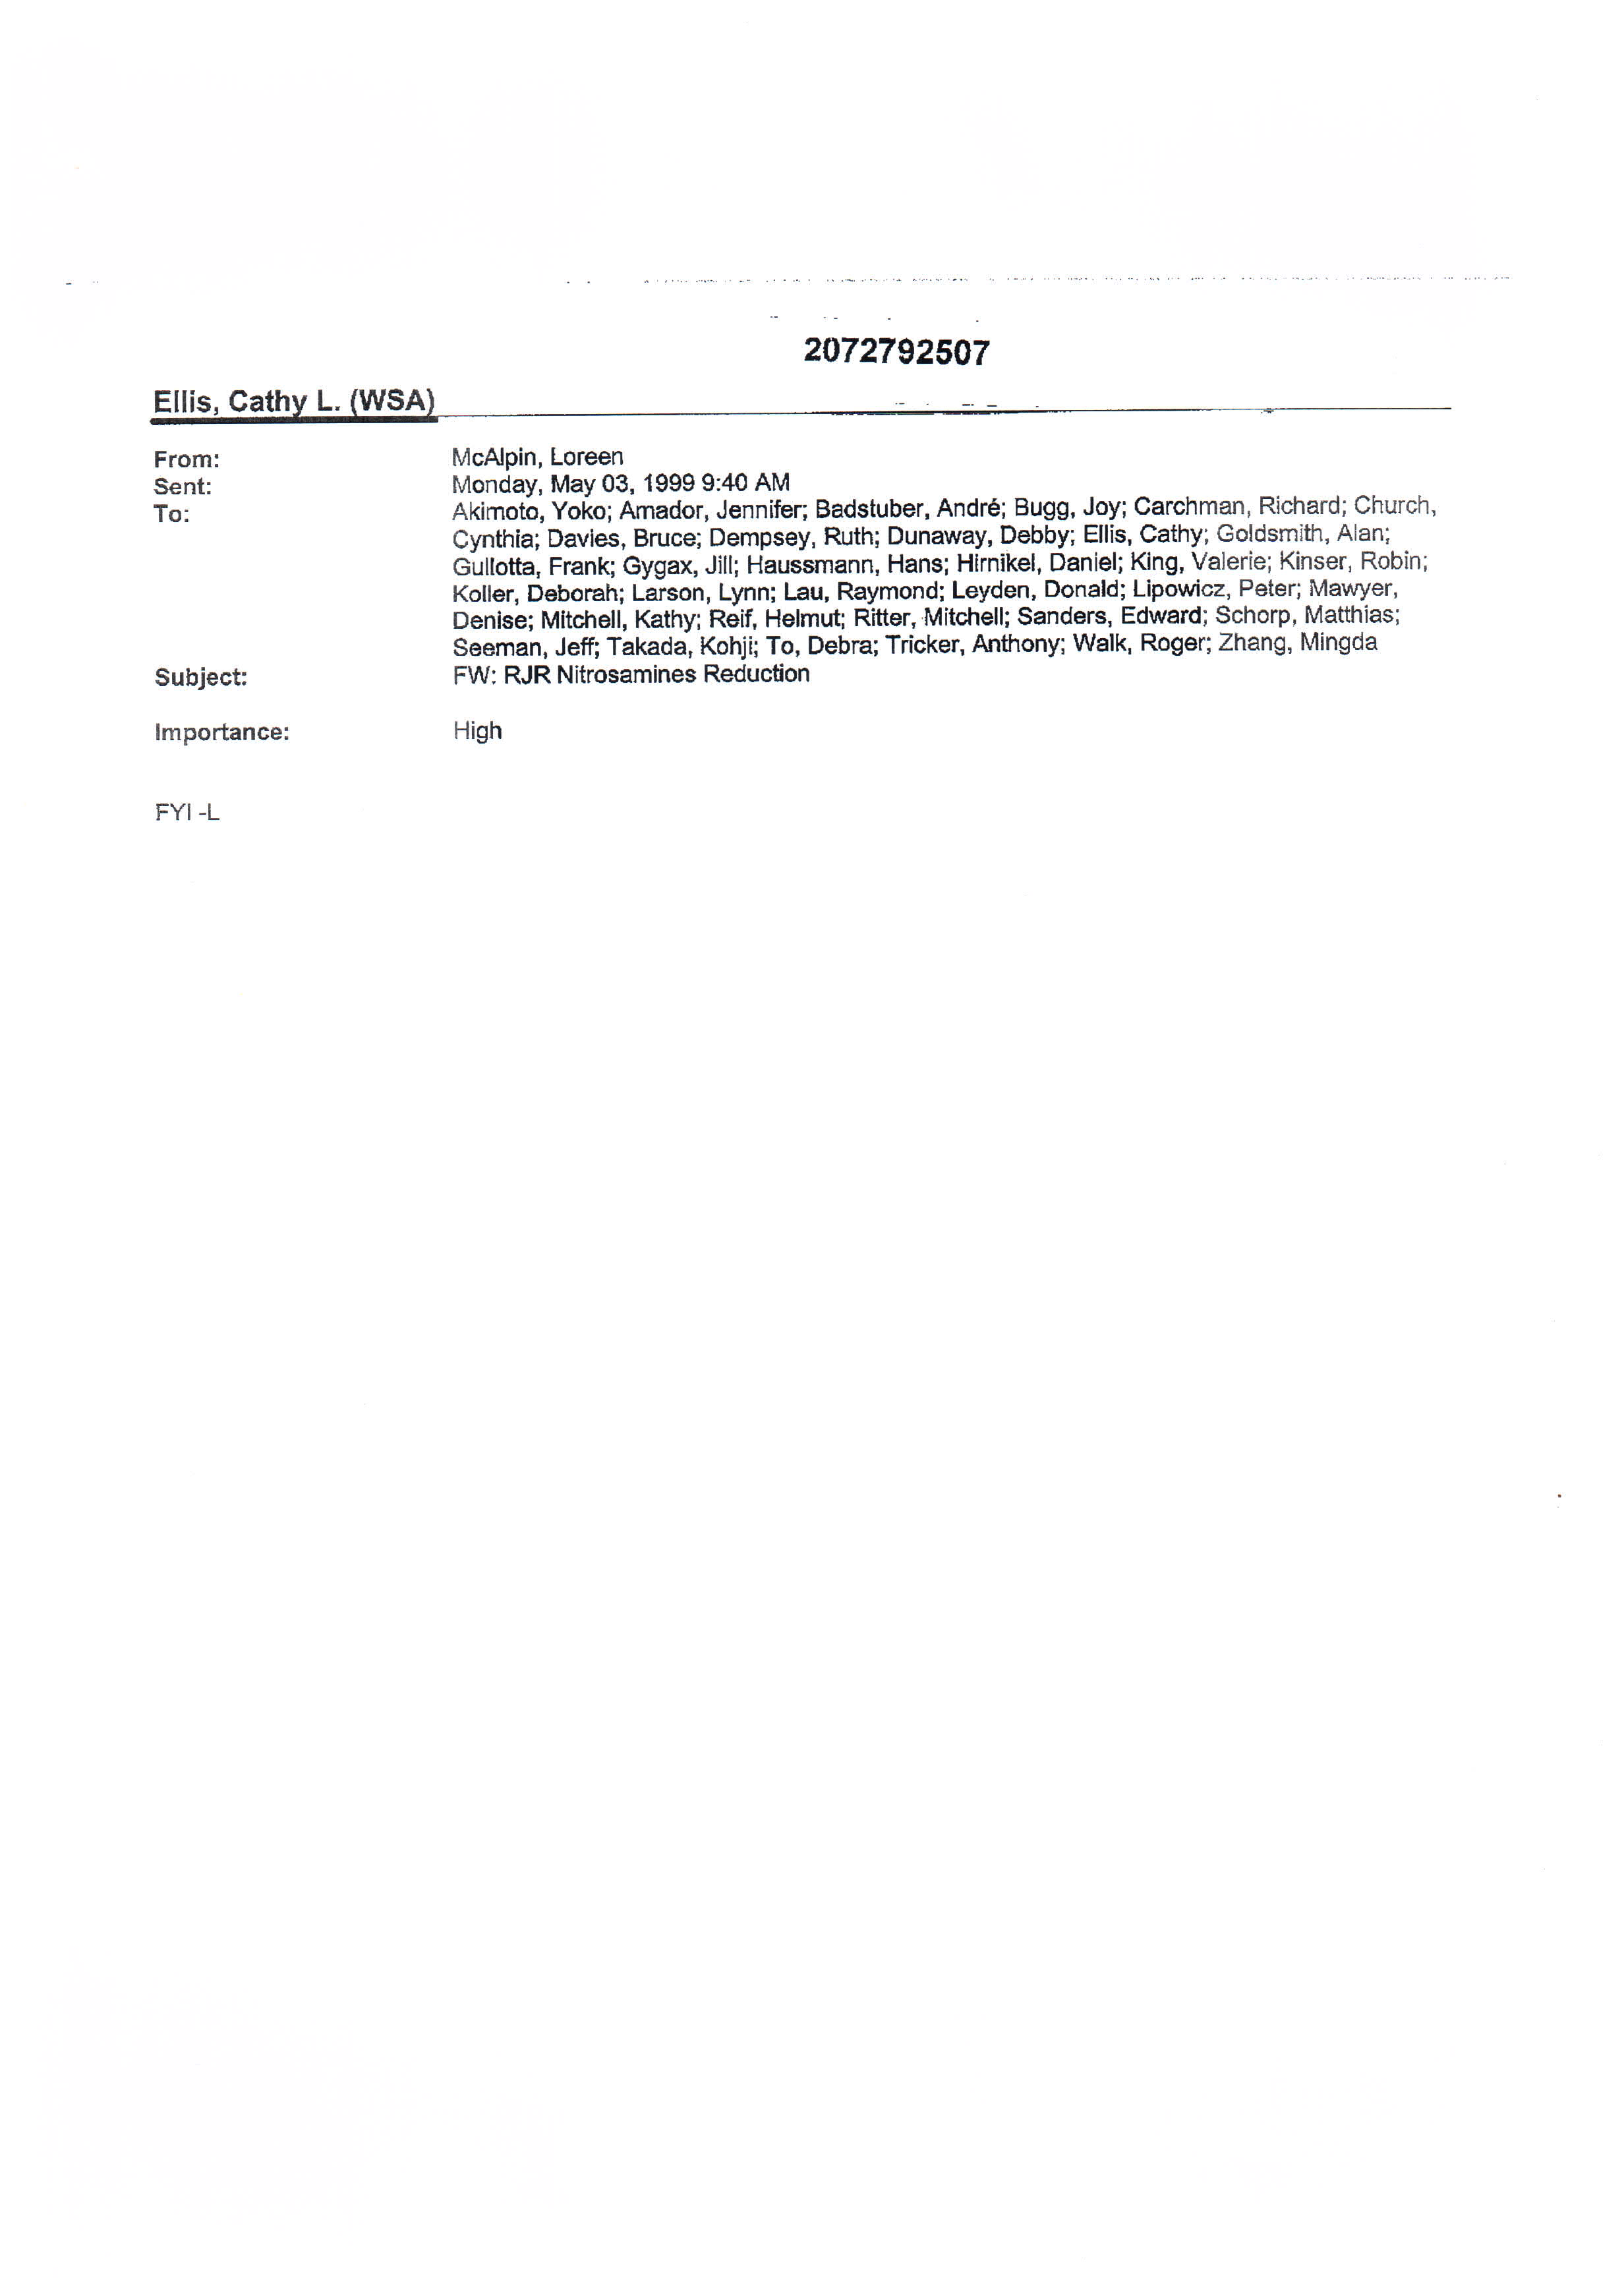 2072792507
Ellis, Cathy L. (WSA)
From: McAlpin, Loreen
Sent: Monday, May 03, 1999 9:40 AM
To: Akimoto, Yoko; Amador, Jennifer; Badstuber, André; Bugg, Joy; Carchman, Richard; Church,
Cynthia; Davies, Bruce; Dempsey, Ruth; Dunaway, Debby; Ellis, Cathy; Goldsmith, Alan;
Gullotta, Frank; Gygax, Jill; Haussmann, Hans; Hirnikel, Daniel; King, Valerie; Kinser, Robin;
Koller, Deborah; Larson, Lynn; Lau, Raymond; Leyden, Donald; Lipowicz, Peter; Mawyer,
Denise; Mitchell, Kathy; Reif, Helmut; Ritter, Mitchell; Sanders, Edward; Schorp, Matthias;
Seeman, Jeff; Takada, Kohji; To, Debra; Tricker, Anthony; Walk, Roger; Zhang, Mingda
Subject: FW: RJR Nitrosamines Reduction
Importance: High
FYI -L